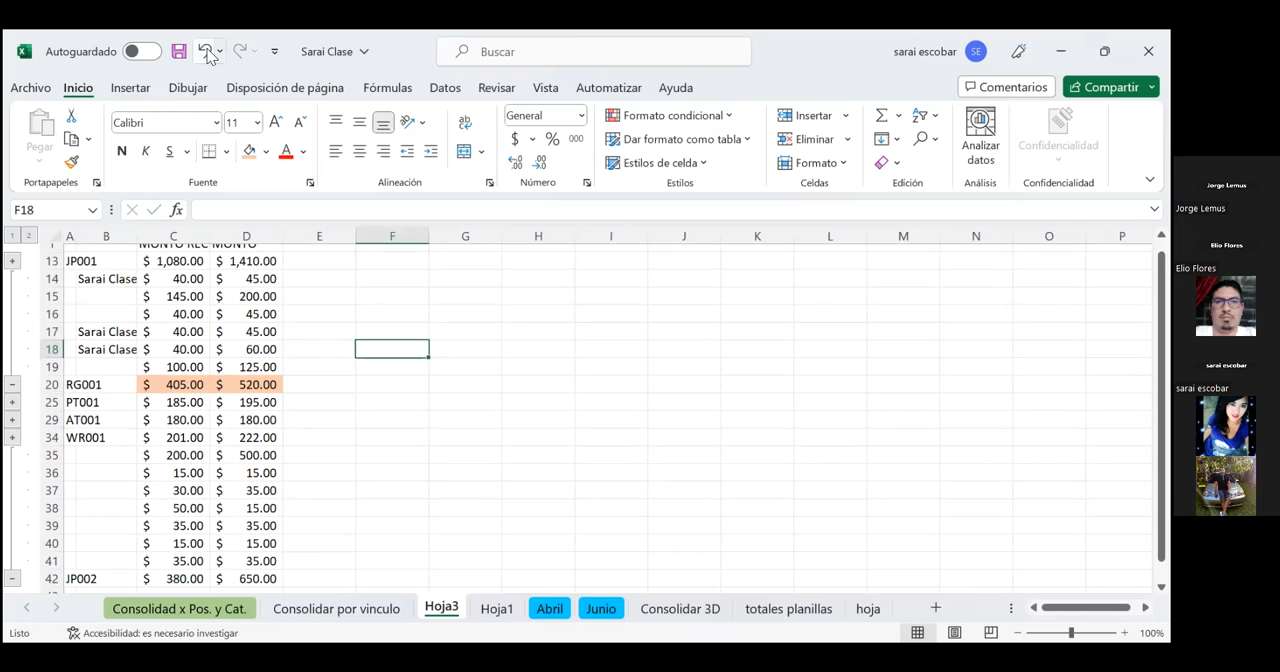 Autoguardado
Sarai Clase
Buscar
sarai escobar
SE
Archivo Inicio Insertar Dibujar Disposición de página Fórmulas Datos Revisar Vista Automatizar Ayuda
Comentarios
Compartir
Pegar
Portapapeles
Calibri
11
N K S
A
Fuente
Alineación
General
$ % 000
Número
Formato condicional
Dar formato como tabla
Estilos de celda
Estilos
Insertar
Eliminar
Formato
Celdas
Edición
Analizar datos
Análisis
Confidencialidad
Confidencialidad
F18
fx
1 2
A B C D E F G H I J K L M N O P
1 MONTO REC MONTO
13 JP001 $ 1,080.00 $ 1,410.00
14 Sarai Clase $ 40.00 $ 45.00
15 $ 145.00 $ 200.00
16 $ 40.00 $ 45.00
17 Sarai Clase $ 40.00 $ 45.00
18 Sarai Clase $ 40.00 $ 60.00
19 $ 100.00 $ 125.00
20 RG001 $ 405.00 $ 520.00
25 PT001 $ 185.00 $ 195.00
29 AT001 $ 180.00 $ 180.00
34 WR001 $ 201.00 $ 222.00
35 $ 200.00 $ 500.00
36 $ 15.00 $ 15.00
37 $ 30.00 $ 35.00
38 $ 50.00 $ 15.00
39 $ 35.00 $ 35.00
40 $ 15.00 $ 15.00
41 $ 35.00 $ 35.00
42 JP002 $ 380.00 $ 650.00
Consolidad x Pos. y Cat. Consolidar por vinculo Hoja3 Hoja1 Abril Junio Consolidar 3D totales planillas hoja
Listo
Accesibilidad: es necesario investigar
100%
Jorge Lemus
Jorge Lemus
Elio Flores
Elio Flores
sarai escobar
sarai escobar